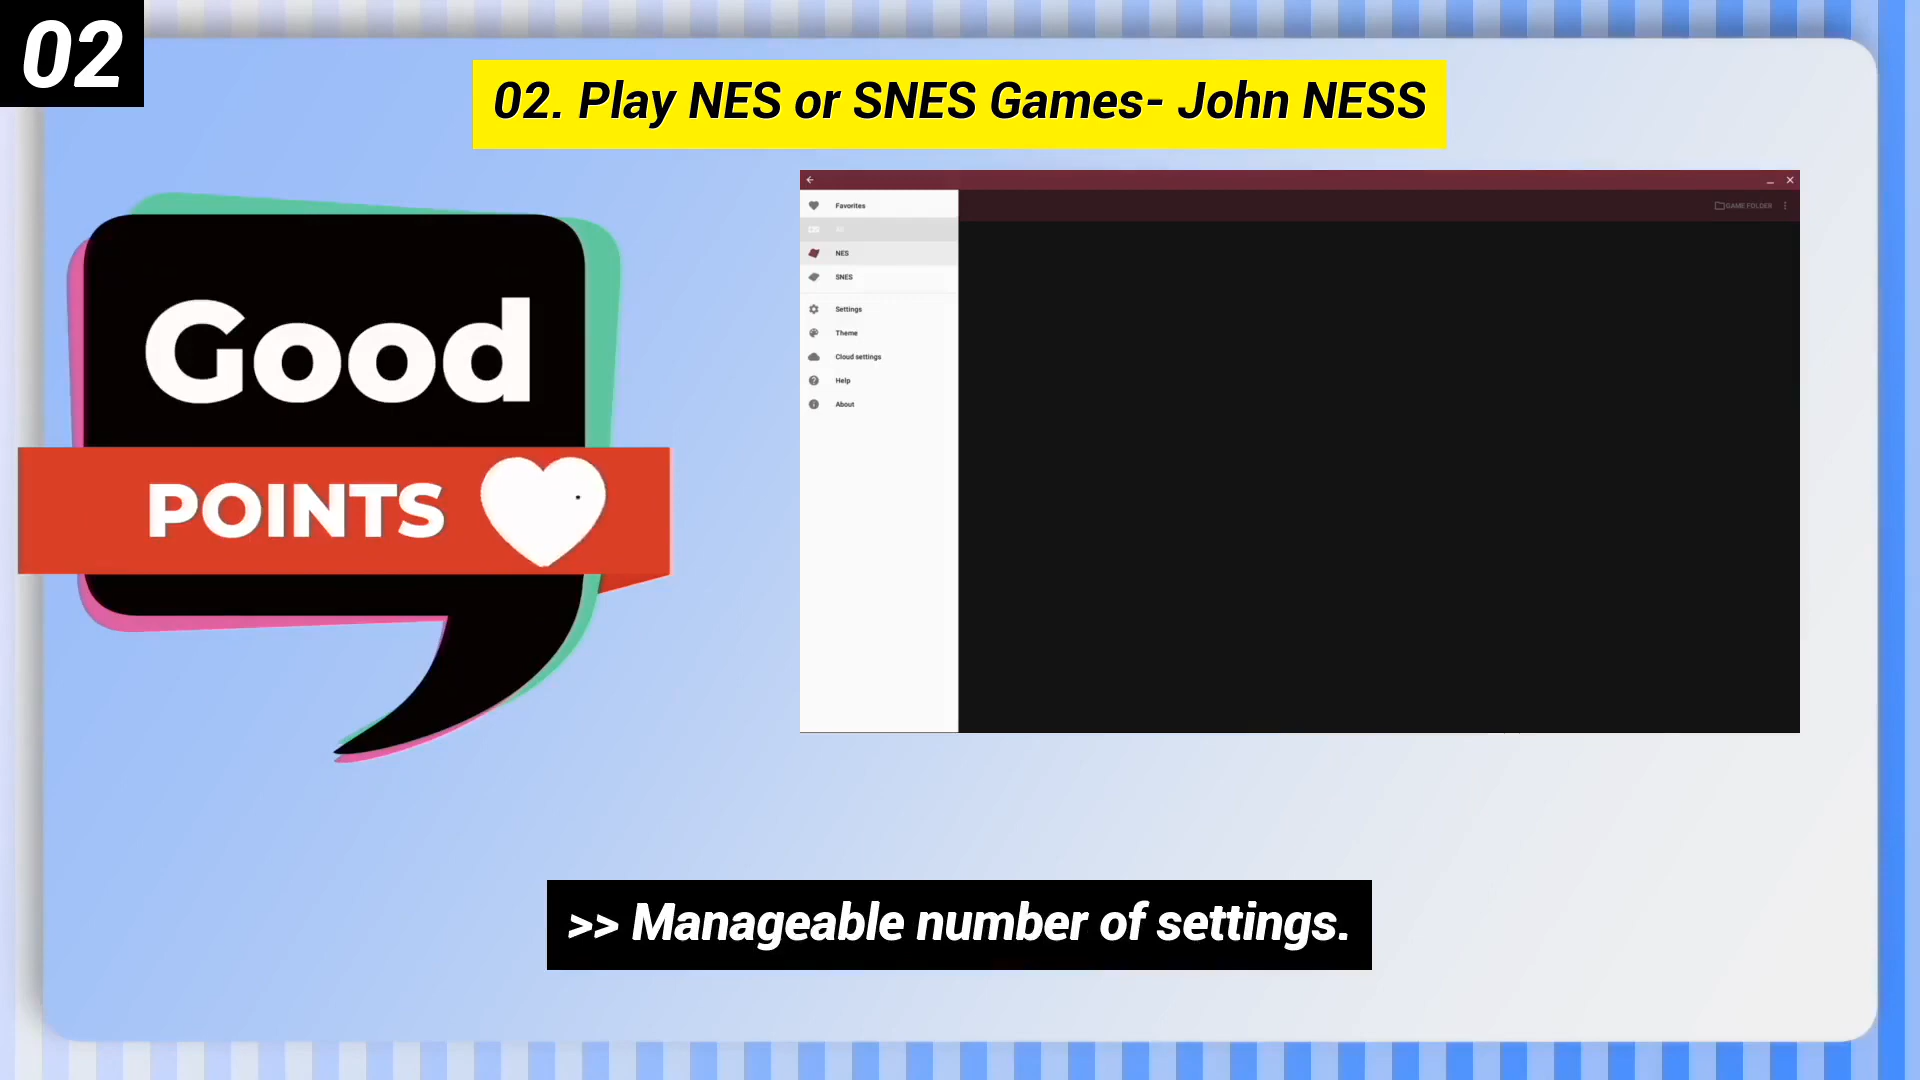 02
02. Play NES or SNES Games- John NESS
Good
POINTS
GAME FOLDER
Favorites
NES
SNES
Settings
Theme
Cloud settings
Help
About
>> Manageable number of settings.